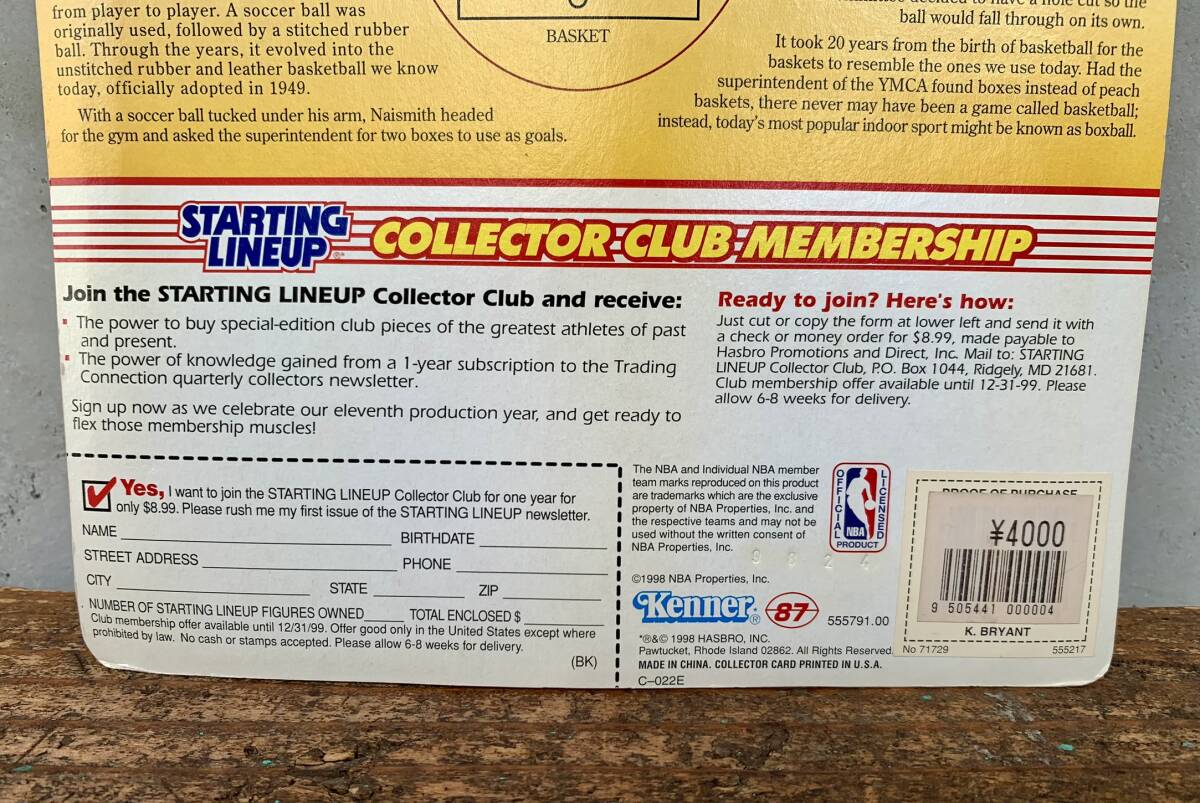 from player to player. A soccer ball was
originally used, followed by a stitched rubber
ball. Through the years, it evolved into the
unstitched rubber and leather basketball we know
today, officially adopted in 1949.
With a soccer ball tucked under his arm, Naismith headed
for the gym and asked the superintendent for two boxes to use as goals.
BASKET
decided to have a hole cut so the
ball would fall through on its own.
It took 20 years from the birth of basketball for the
baskets to resemble the ones we use today. Had the
superintendent of the YMCA found boxes instead of peach
baskets, there never may have been a game called basketball;
instead, today's most popular indoor sport might be known as boxball.
STARTING
LINEUP®*
COLLECTOR CLUB MEMBERSHIP
Join the STARTING LINEUP Collector Club and receive:
▪ The power to buy special-edition club pieces of the greatest athletes of past
and present.
▪ The power of knowledge gained from a 1-year subscription to the Trading
Connection quarterly collectors newsletter.
Sign up now as we celebrate our eleventh production year, and get ready to
flex those membership muscles!
Ready to join? Here's how:
Just cut or copy the form at lower left and send it with
a check or money order for $8.99, made payable to
Hasbro Promotions and Direct, Inc. Mail to: STARTING
LINEUP Collector Club, P.O. Box 1044, Ridgely, MD 21681.
Club membership offer available until 12-31-99. Please
allow 6-8 weeks for delivery.
Yes, I want to join the STARTING LINEUP Collector Club for one year for
only $8.99. Please rush me my first issue of the STARTING LINEUP newsletter.
NAME BIRTHDATE
STREET ADDRESS PHONE
CITY STATE ZIP
NUMBER OF STARTING LINEUP FIGURES OWNED TOTAL ENCLOSED $
Club membership offer available until 12/31/99. Offer good only in the United States except where
prohibited by law. No cash or stamps accepted. Please allow 6-8 weeks for delivery.
(BK)
The NBA and Individual NBA member
team marks reproduced on this product
are trademarks which are the exclusive
property of NBA Properties, Inc. and
the respective teams and may not be
used without the written consent of
NBA Properties, Inc.
OFFICIAL
LICENSED
NBA
PRODUCT
©1998 NBA Properties, Inc.
Kenner® 87 555791.00
*®&© 1998 HASBRO, INC.
Pawtucket, Rhode Island 02862. All Rights Reserved.
MADE IN CHINA. COLLECTOR CARD PRINTED IN U.S.A.
C-022E
PROOF OF PURCHASE
¥4000
9 505441 000004
K. BRYANT
No 71729
555217